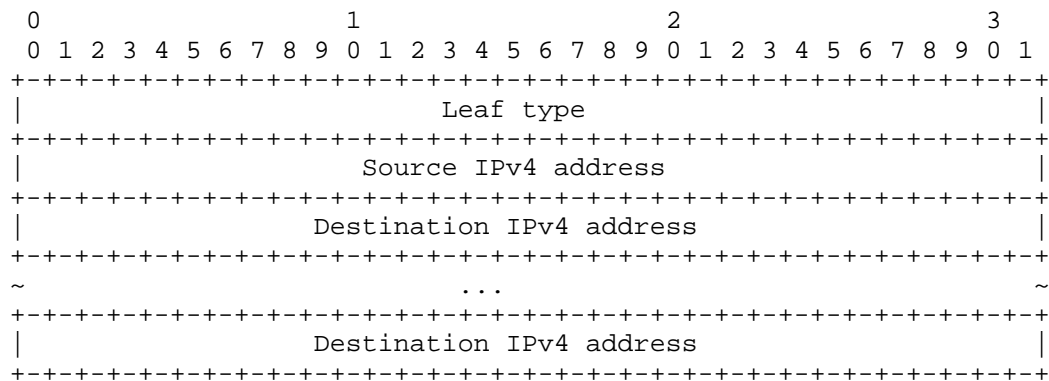 0                   1                   2                   3
 0 1 2 3 4 5 6 7 8 9 0 1 2 3 4 5 6 7 8 9 0 1 2 3 4 5 6 7 8 9 0 1
+-+-+-+-+-+-+-+-+-+-+-+-+-+-+-+-+-+-+-+-+-+-+-+-+-+-+-+-+-+-+-+-+
|                          Leaf type                            |
+-+-+-+-+-+-+-+-+-+-+-+-+-+-+-+-+-+-+-+-+-+-+-+-+-+-+-+-+-+-+-+-+
|                     Source IPv4 address                       |
+-+-+-+-+-+-+-+-+-+-+-+-+-+-+-+-+-+-+-+-+-+-+-+-+-+-+-+-+-+-+-+-+
|                  Destination IPv4 address                     |
+-+-+-+-+-+-+-+-+-+-+-+-+-+-+-+-+-+-+-+-+-+-+-+-+-+-+-+-+-+-+-+-+
~                           ...                                 ~
+-+-+-+-+-+-+-+-+-+-+-+-+-+-+-+-+-+-+-+-+-+-+-+-+-+-+-+-+-+-+-+-+
|                  Destination IPv4 address                     |
+-+-+-+-+-+-+-+-+-+-+-+-+-+-+-+-+-+-+-+-+-+-+-+-+-+-+-+-+-+-+-+-+